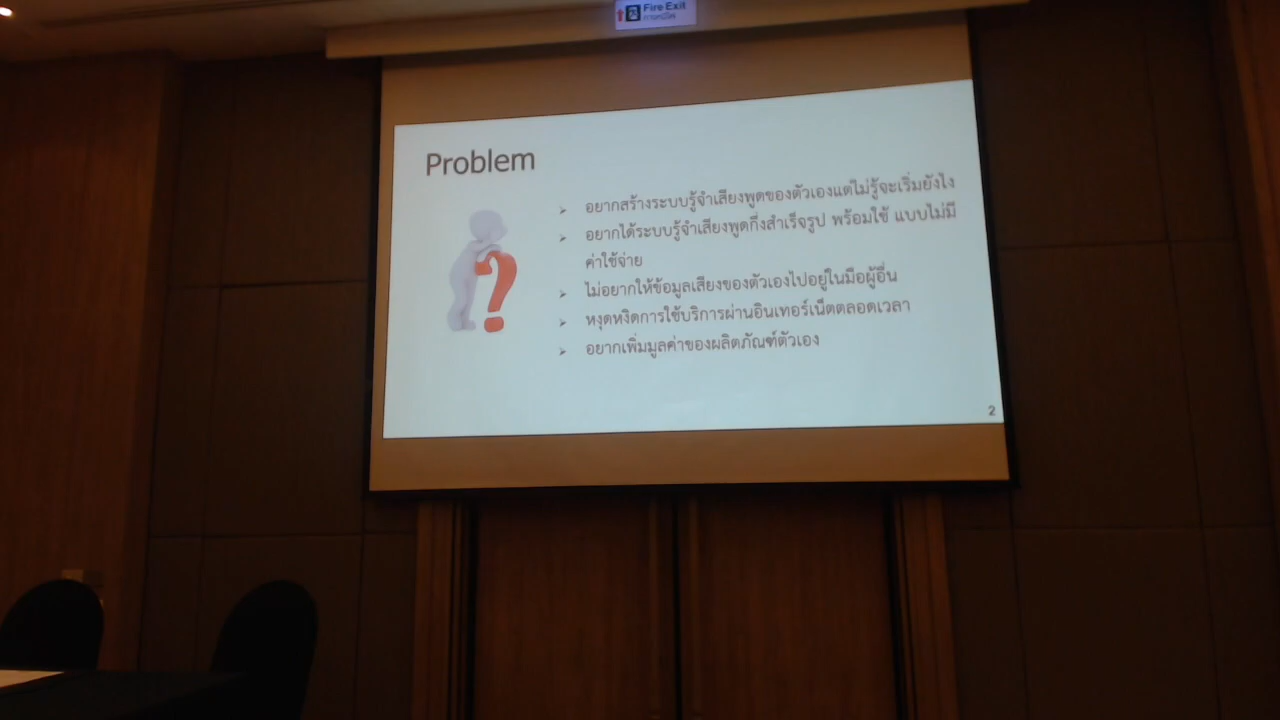 Fire Exit
ทางหนีไฟ
Problem
➢ อยากสร้างระบบรู้จำเสียงพูดของตัวเองแต่ไม่รู้จะเริ่มยังไง
➢ อยากได้ระบบรู้จำเสียงพูดกึ่งสำเร็จรูป พร้อมใช้ แบบไม่มี
ค่าใช้จ่าย
➢ ไม่อยากให้ข้อมูลเสียงของตัวเองไปอยู่ในมือผู้อื่น
➢ หงุดหงิดการใช้บริการผ่านอินเทอร์เน็ตตลอดเวลา
➢ อยากเพิ่มมูลค่าของผลิตภัณฑ์ตัวเอง
?
2